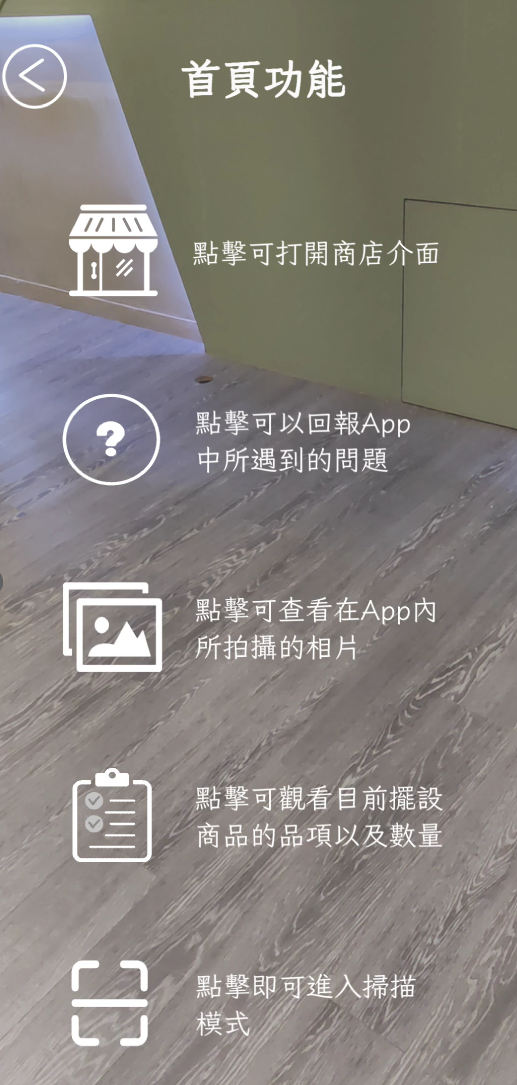 首頁功能
點擊可打開商店介面
點擊可以回報App
中所遇到的問題
點擊可查看在App內
所拍攝的相片
點擊可觀看目前擺設
商品的品項以及數量
點擊即可進入掃描
模式